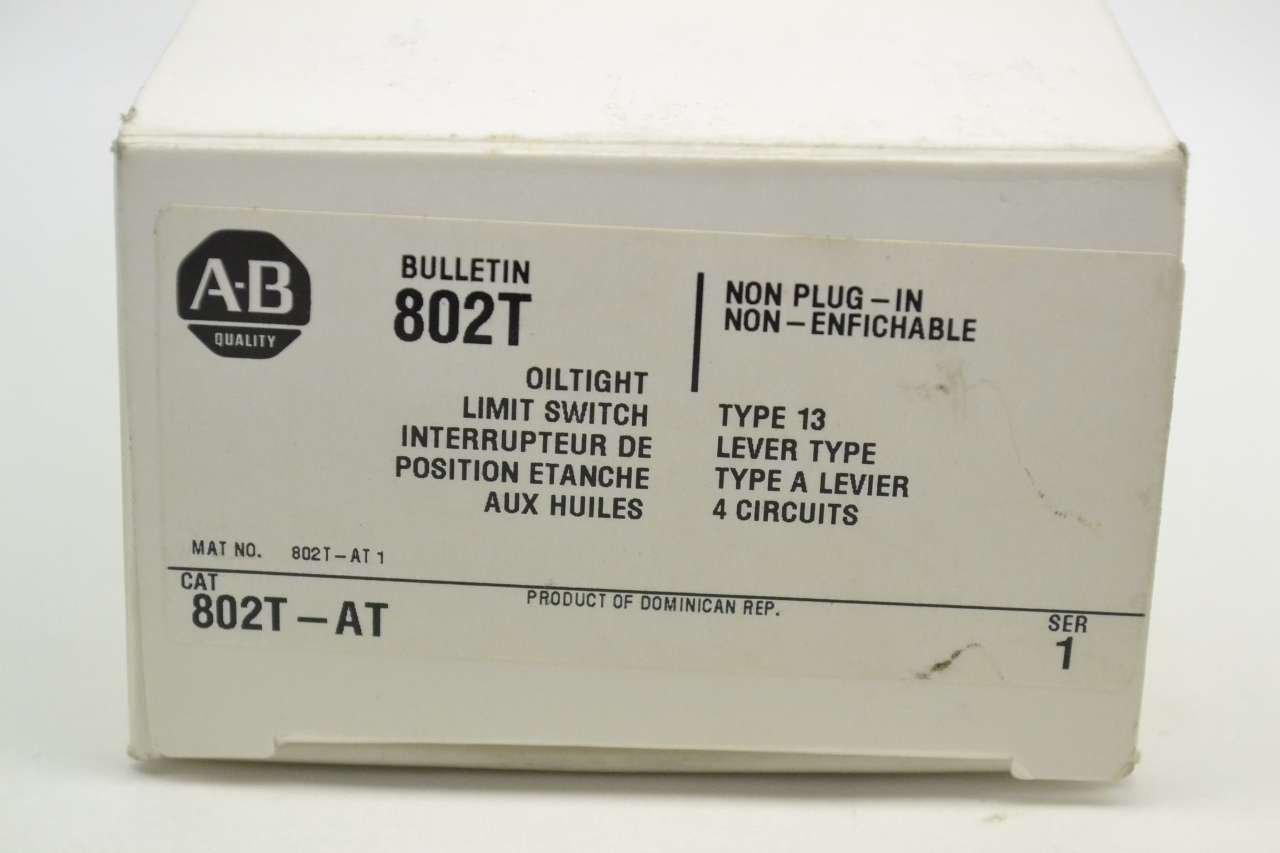 A-B
QUALITY
BULLETIN
802T
OILTIGHT
LIMIT SWITCH
INTERRUPTEUR DE
POSITION ETANCHE
AUX HUILES
NON PLUG-IN
NON-ENFICHABLE
TYPE 13
LEVER TYPE
TYPE A LEVIER
4 CIRCUITS
MAT NO. 802T-AT 1
CAT
802T-AT
PRODUCT OF DOMINICAN REP.
SER
1